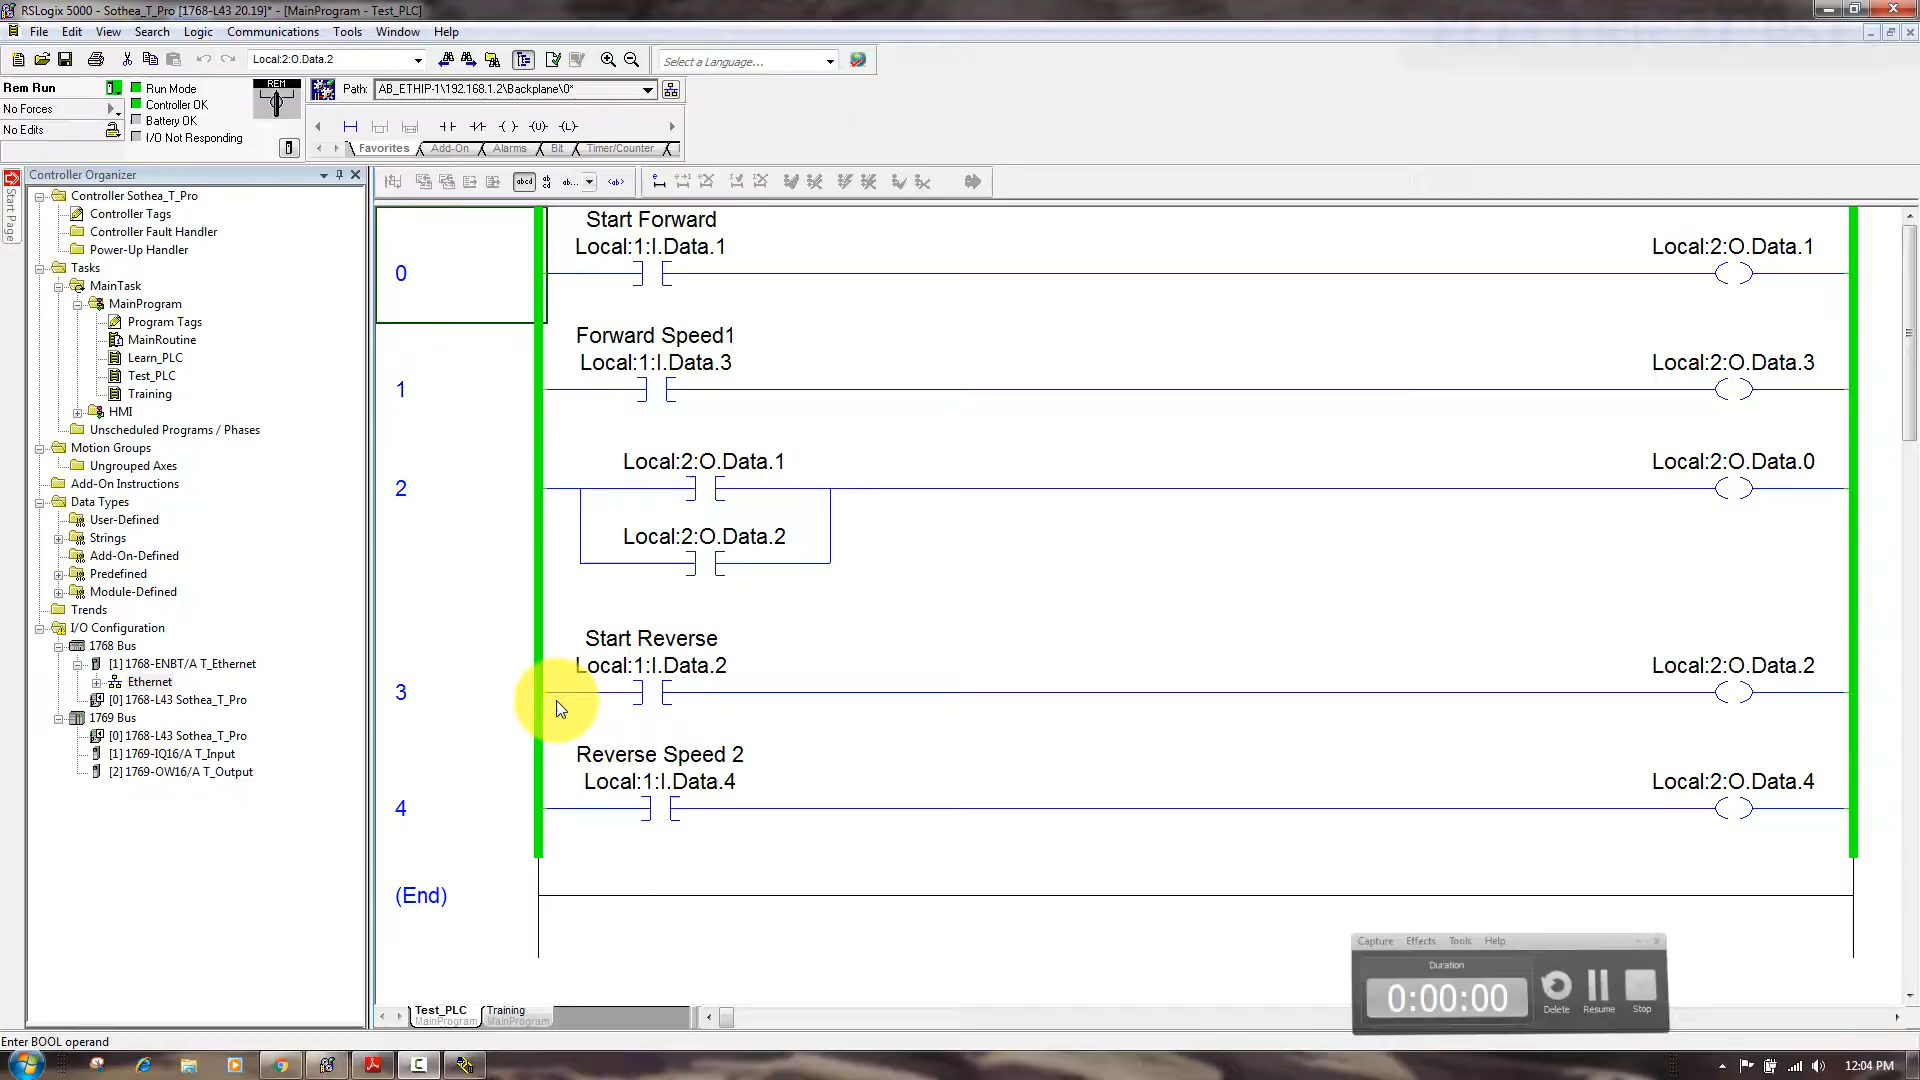 RSLogix 5000 - Sothea_T_Pro [1768-L43 20.19]* - [MainProgram - Test_PLC]
File Edit View Search Logic Communications Tools Window Help
Local:2:O.Data.2
Select a Language...
Rem Run
No Forces
No Edits
Run Mode
Controller OK
Battery OK
I/O Not Responding
REM
Path: AB_ETHIP-1\192.168.1.2\Backplane\0*
Favorites Add-On Alarms Bit Timer/Counter
Start Page
Controller Organizer
Controller Sothea_T_Pro
Controller Tags
Controller Fault Handler
Power-Up Handler
Tasks
MainTask
MainProgram
Program Tags
MainRoutine
Learn_PLC
Test_PLC
Training
HMI
Unscheduled Programs / Phases
Motion Groups
Ungrouped Axes
Add-On Instructions
Data Types
User-Defined
Strings
Add-On-Defined
Predefined
Module-Defined
Trends
I/O Configuration
1768 Bus
[1] 1768-ENBT/A T_Ethernet
Ethernet
[0] 1768-L43 Sothea_T_Pro
1769 Bus
[0] 1768-L43 Sothea_T_Pro
[1] 1769-IQ16/A T_Input
[2] 1769-OW16/A T_Output
Start Forward
Local:1:I.Data.1 Local:2:O.Data.1
0
Forward Speed1
Local:1:I.Data.3 Local:2:O.Data.3
1
Local:2:O.Data.1 Local:2:O.Data.0
2
Local:2:O.Data.2
Start Reverse
Local:1:I.Data.2 Local:2:O.Data.2
3
Reverse Speed 2
Local:1:I.Data.4 Local:2:O.Data.4
4
(End)
Capture Effects Tools Help
Duration
0:00:00
Delete Resume Stop
Test_PLC Training
MainProgram MainProgram
Enter BOOL operand
12:04 PM